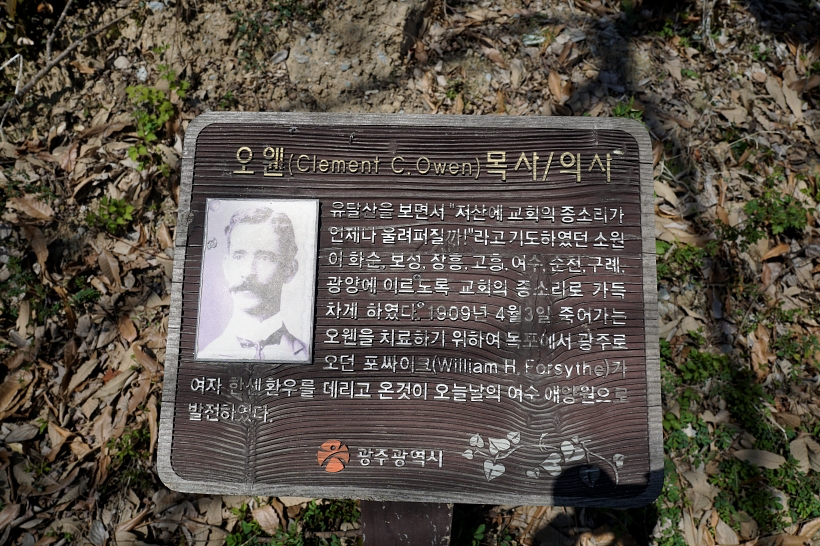 오웬(Clement C.Owen)목사/의사
유달산을 보면서 "저산에 교회의 종소리가
언제나 울려퍼질까!"라고기도하였던 소원
이 화순, 보성, 장흥, 고흥, 여수, 순천, 구례,
광양에 이르도록 교회의 종소리로 가득
차게 하였다. 1909년 4월3일 죽어가는
오웬을 치료하기 위하여 목포에서 광주로
오던 포싸이트(William H.Forsythe)가
여자 한센환우를 데리고 온것이 오늘날의 여수 애양원으로
발전하였다.
광주광역시